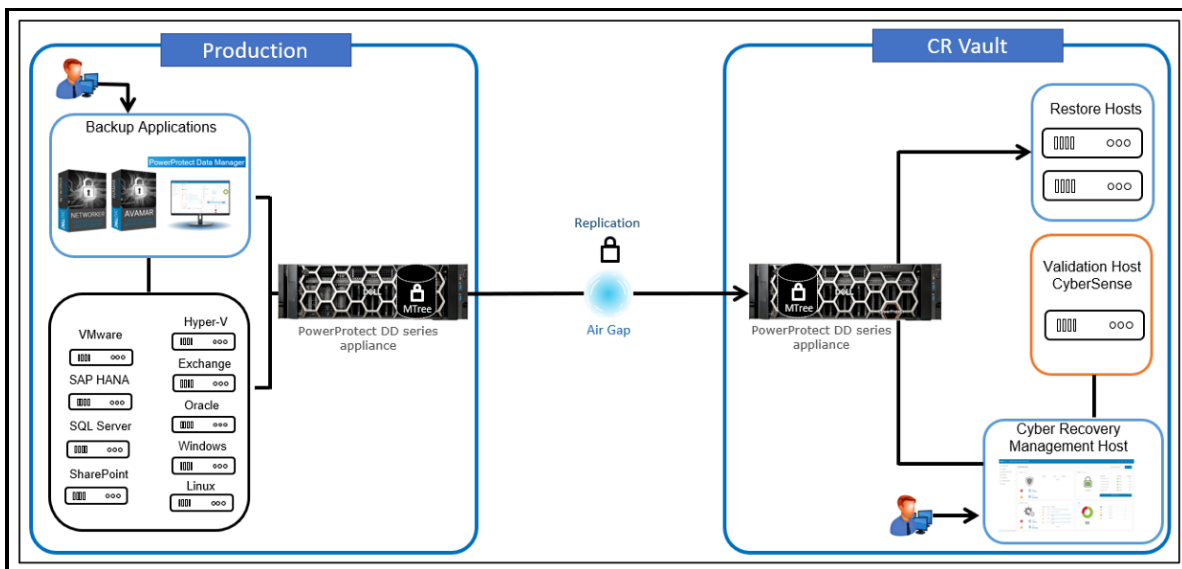 Production
CR Vault
Backup Applications
PowerProtect Data Manager
NETWORKER
AVAMAR
VMware
SAP HANA
SQL Server
SharePoint
Hyper-V
Exchange
Oracle
Windows
Linux
DELL
MTree
PowerProtect DD series
appliance
Replication
Air Gap
MTree
DELL
PowerProtect DD series
appliance
Restore Hosts
Validation Host
CyberSense
Cyber Recovery
Management Host